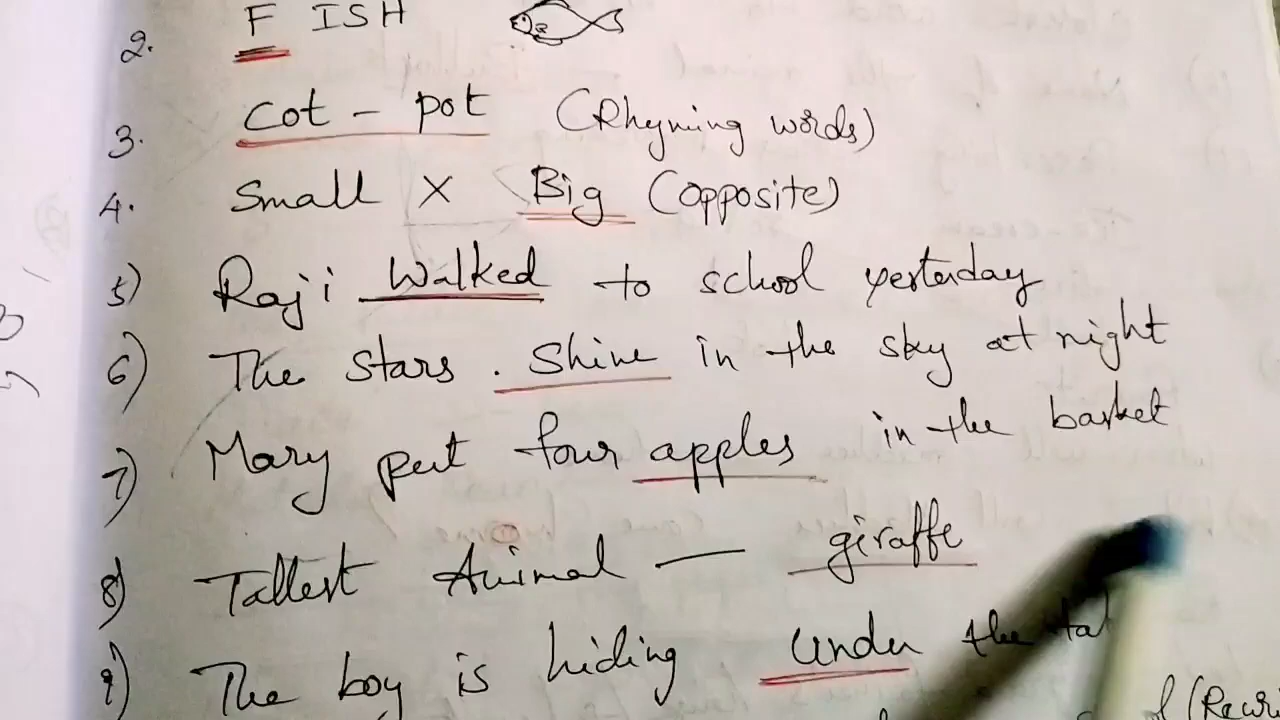 2. F ISH
3. cot - pot (Rhyming words)
4. Small X Big (opposite)
5) Raji Walked to school yesterday
6) The Stars . Shine in the sky at night
7) Mary put four apples in the basket
8) Tallest Animal — giraffe
9) The boy is hiding under the
of (Rewri